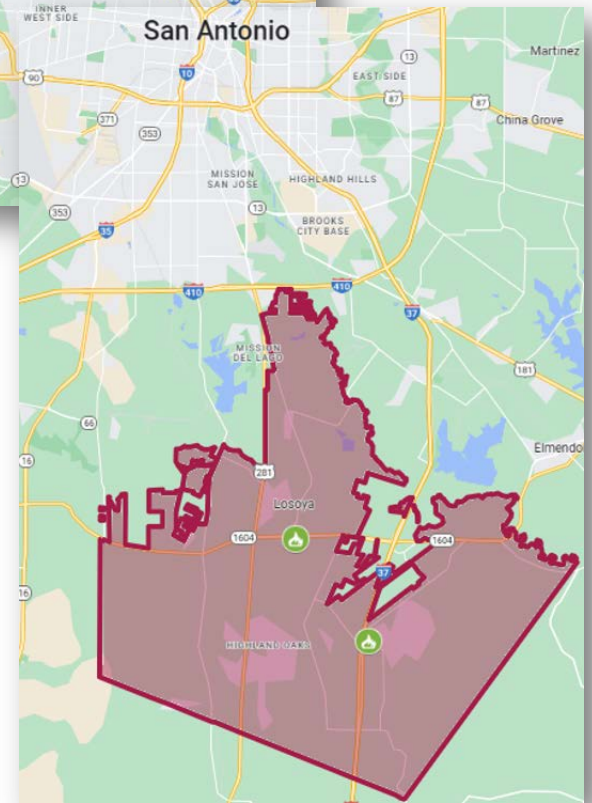 INNER
WEST SIDE
San Antonio
10
13
Martinez
90
EAST SIDE
87
87
371
353
China Grove
MISSION
SAN JOSE
HIGHLAND HILLS
13
13
353
BROOKS
CITY BASE
35
410
410
37
MISSION
DEL LAGO
181
66
16
281
Elmendo
Losoya
1604
1604
37
16
HIGHLAND OAKS